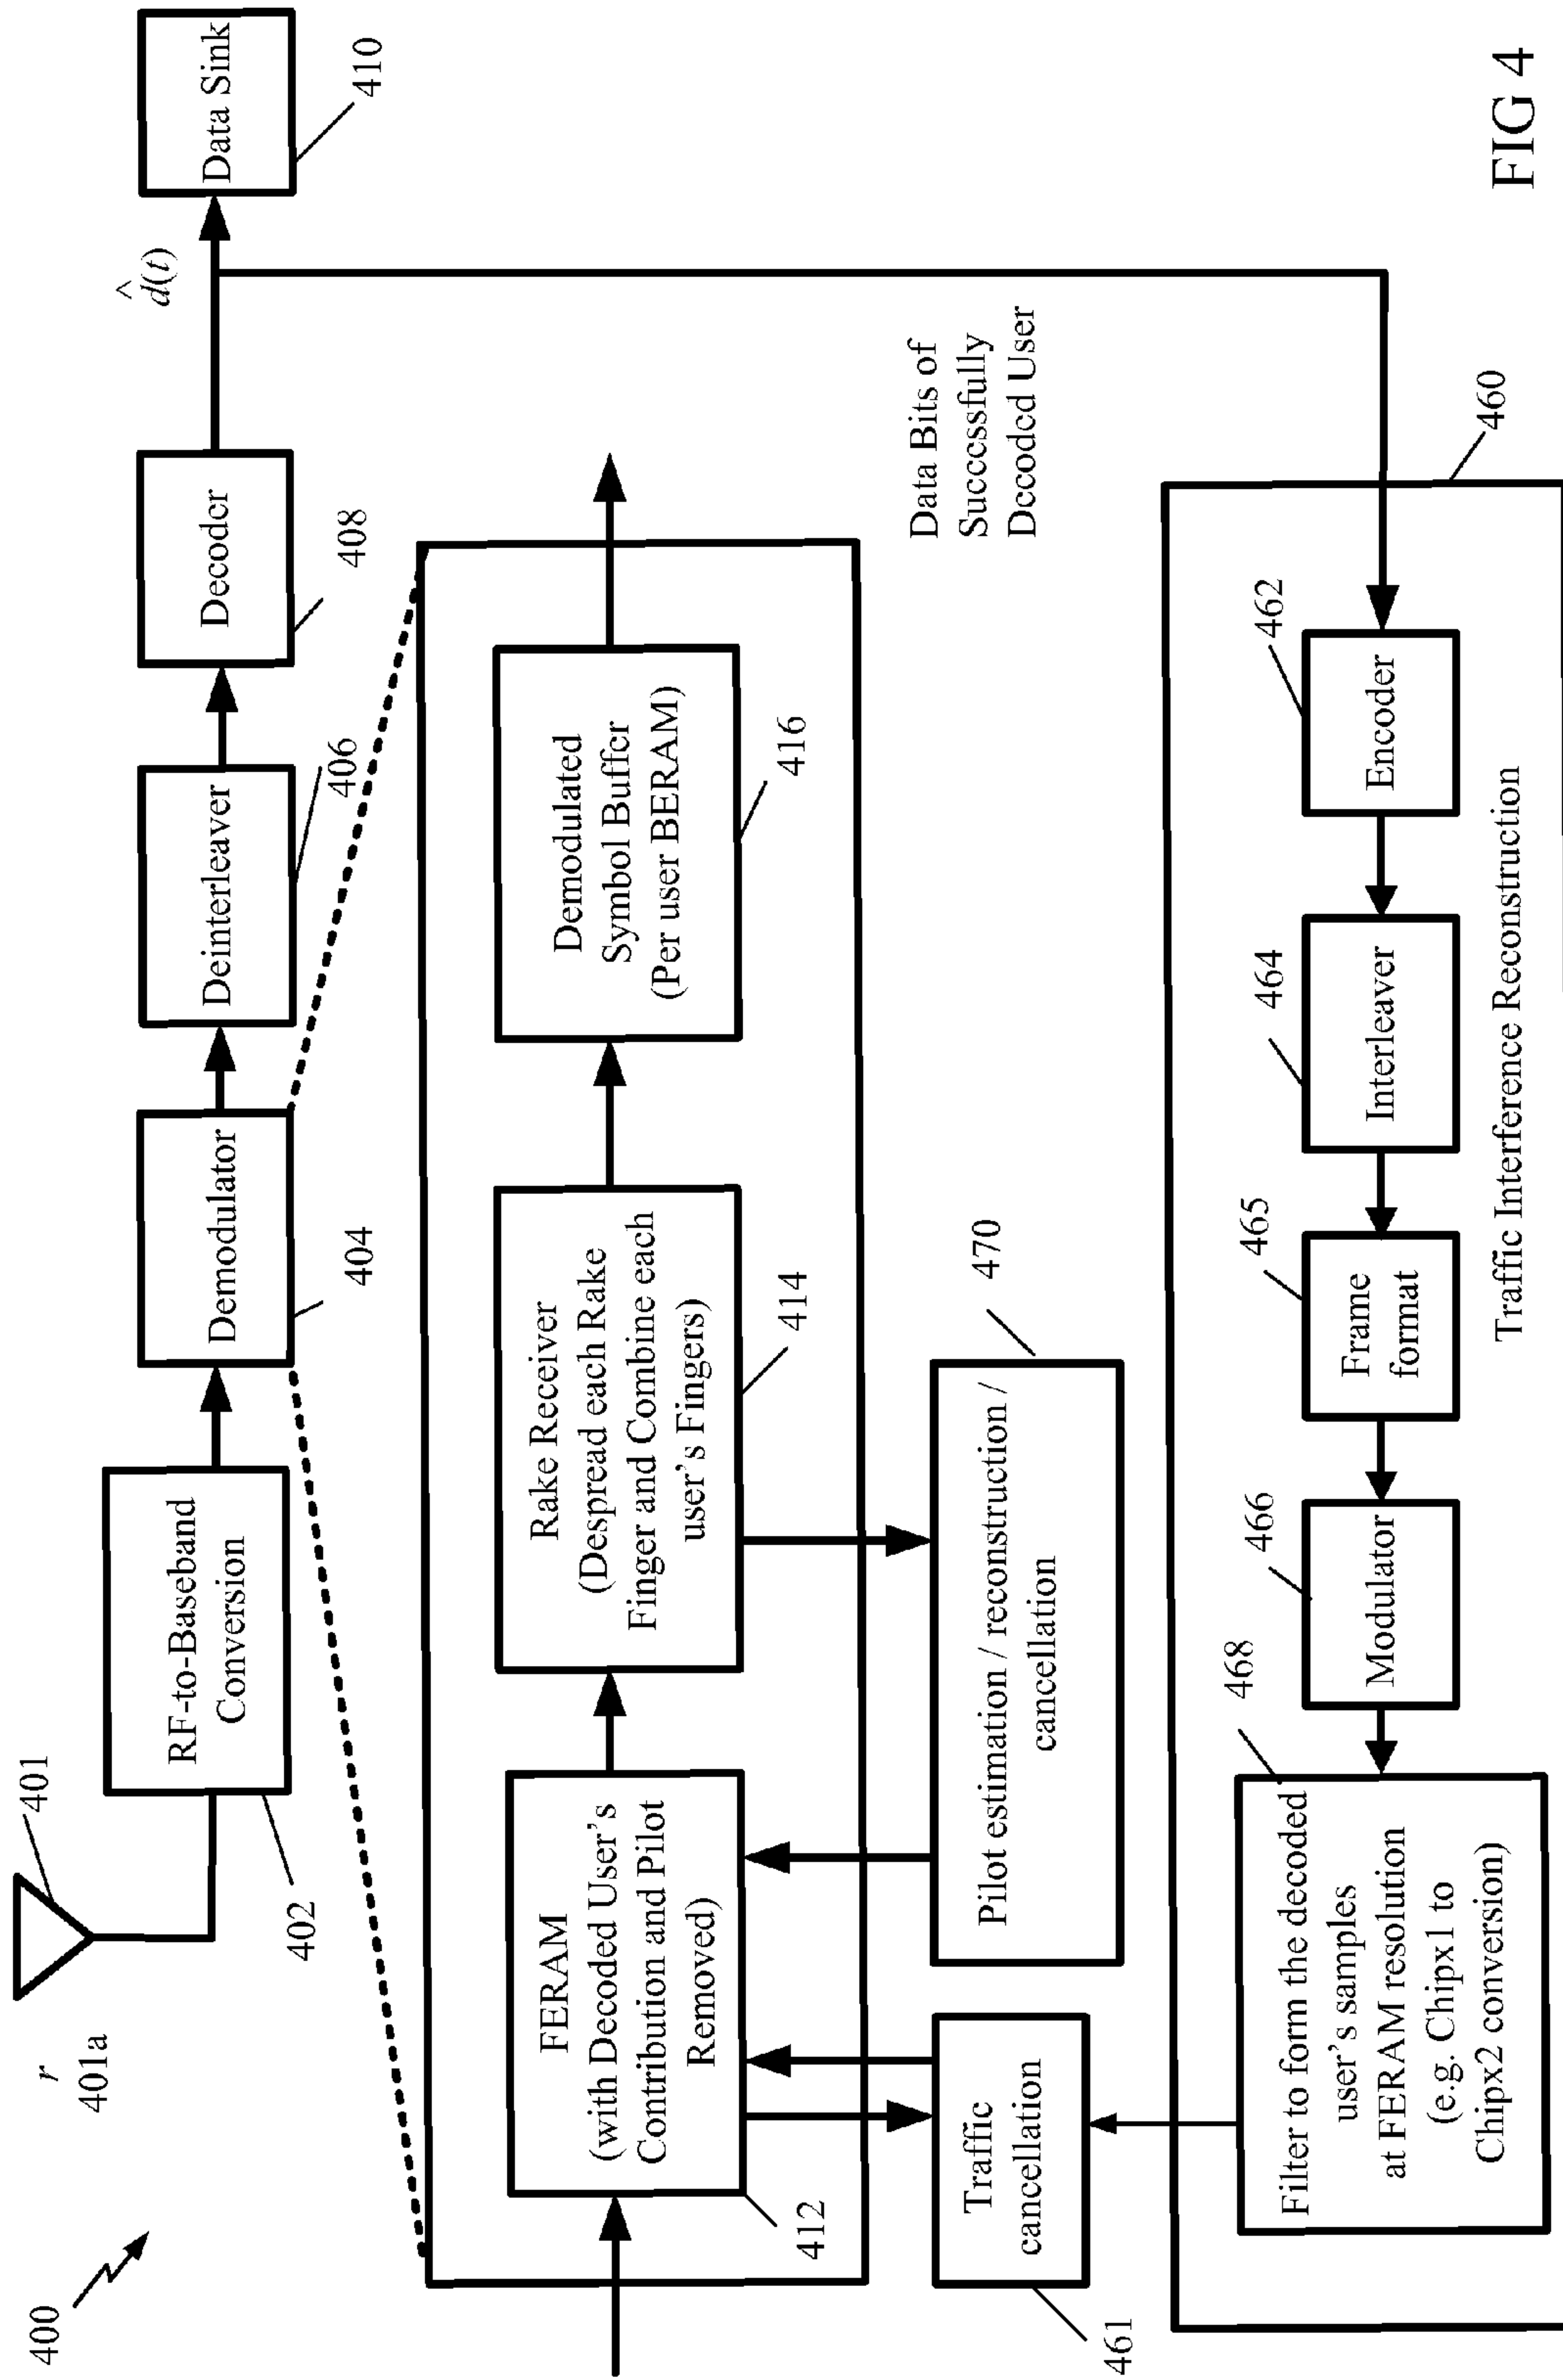 400
r
401a
401
RF-to-Baseband
Conversion
402
Demodulator
404
Deinterleaver
406
Decoder
408
^
d(t)
Data Sink
410
FERAM
(with Decoded User's
Contribution and Pilot
Removed)
412
Rake Receiver
(Despread each Rake
Finger and Combine each
user's Fingers)
414
Demodulated
Symbol Buffer
(Per user BERAM)
416
Traffic
cancellation
461
Pilot estimation / reconstruction /
cancellation
470
Data Bits of
Successfully
Decoded User
460
Filter to form the decoded
user's samples
at FERAM resolution
(e.g. Chipx1 to
Chipx2 conversion)
468
Modulator
466
Frame
format
465
Interleaver
464
Encoder
462
Traffic Interference Reconstruction
FIG 4